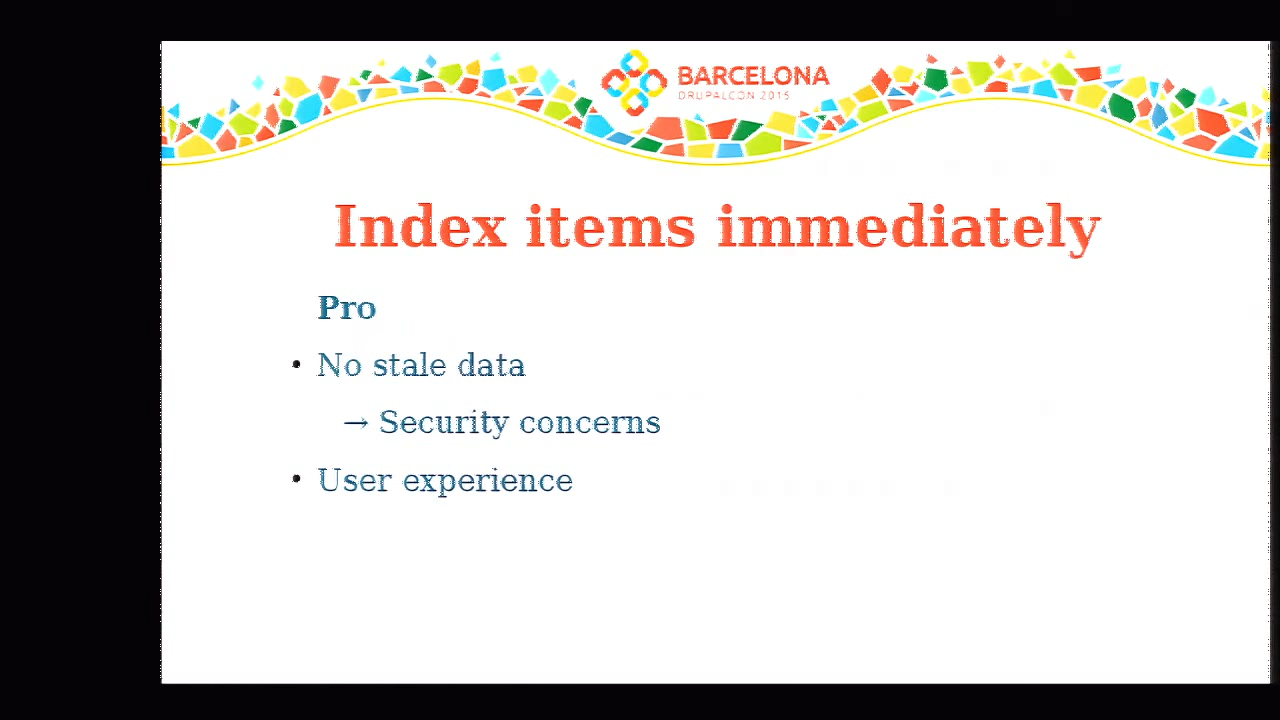 BARCELONA
DRUPALCON 2015
Index items immediately
Pro
• No stale data
→ Security concerns
• User experience